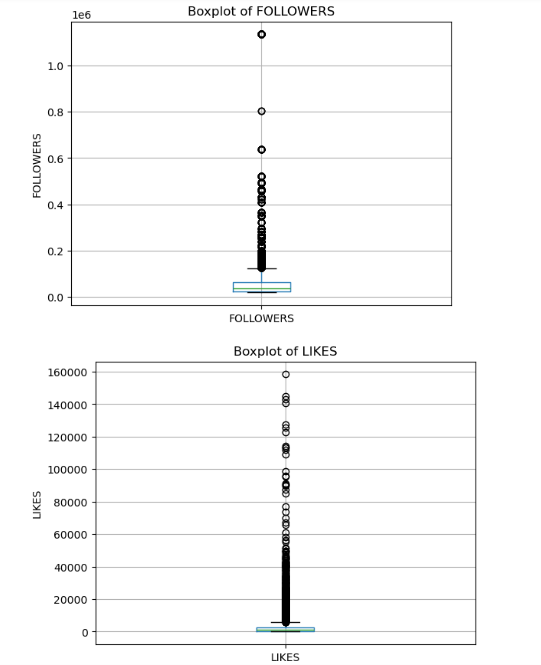 Boxplot of FOLLOWERS
1e6
1.0
0.8
0.6
0.4
0.2
0.0
FOLLOWERS
FOLLOWERS
Boxplot of LIKES
160000
140000
120000
100000
80000
60000
40000
20000
0
LIKES
LIKES